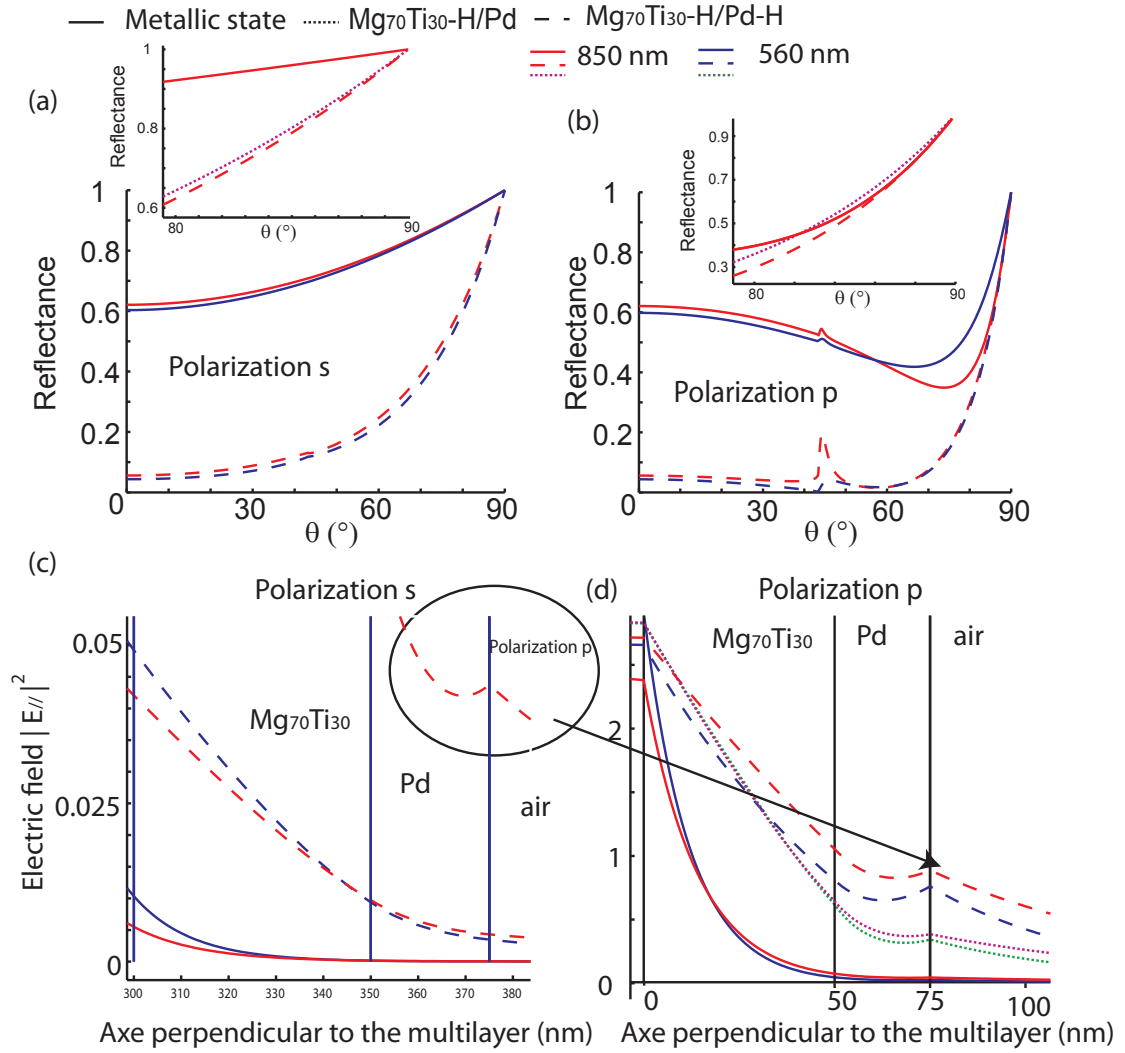 Metallic state Mg70Ti30-H/Pd Mg70Ti30-H/Pd-H
850 nm 560 nm
(a)
Reflectance
1
0.8
0.6
80 90
θ (°)
Reflectance
1
0.8
0.6
0.4
0.2
0 30 60 90
θ (°)
Polarization s
(b)
Reflectance
0.9
0.7
0.5
0.3
80 90
θ (°)
Reflectance
1
0.8
0.6
0.4
0.2
0 30 60 90
θ (°)
Polarization p
(c)
Polarization s
Polarization p
Electric field | E// |²
0.05
0.025
0
Mg70Ti30
Pd
air
300 310 320 330 340 350 360 370 380
Axe perpendicular to the multilayer (nm)
(d)
Polarization p
Mg70Ti30 Pd air
2
1
0
0 50 75 100
Axe perpendicular to the multilayer (nm)